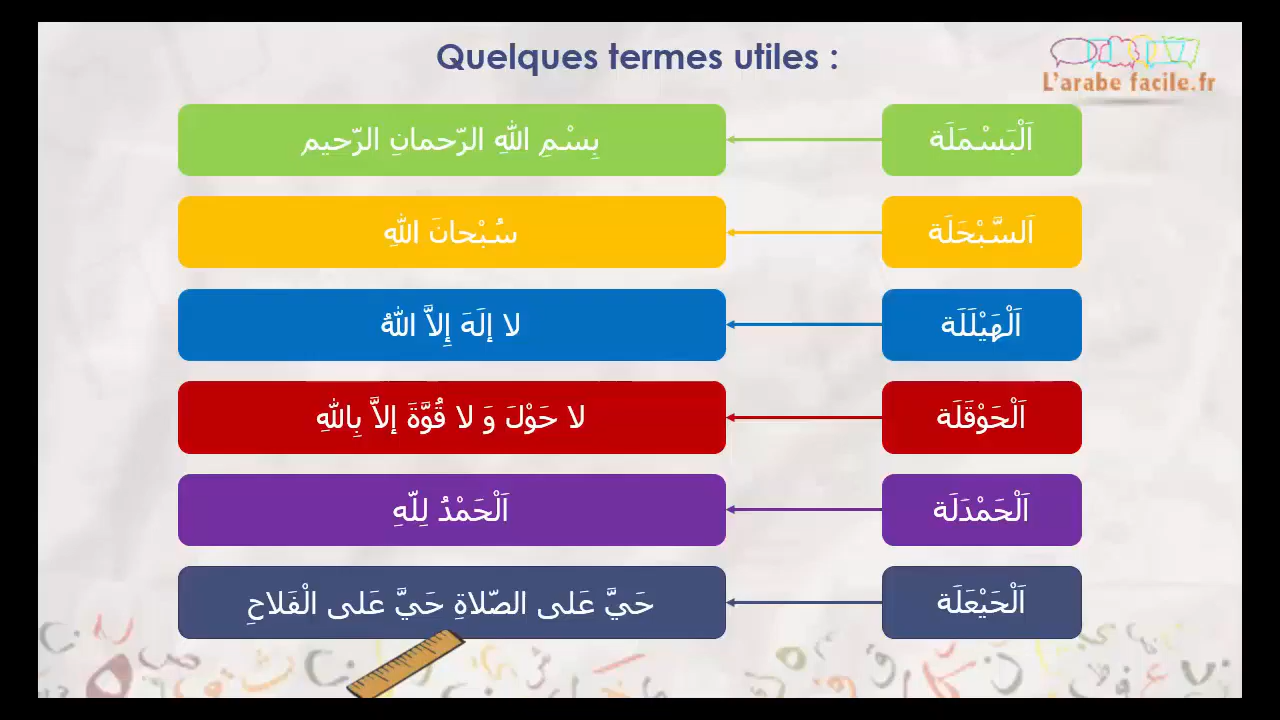 Quelques termes utiles :
L'arabe facile.fr
اَلْبَسْمَلَة
بِسْمِ اللهِ الرّحمانِ الرّحيم
اَلسَّبْحَلَة
سُبْحانَ اللهِ
اَلْهَيْلَلَة
لا إلَهَ إِلاَّ اللهُ
اَلْحَوْقَلَة
لا حَوْلَ وَ لا قُوَّةَ إلاَّ بِاللهِ
اَلْحَمْدَلَة
اَلْحَمْدُ لِلّهِ
اَلْحَيْعَلَة
حَيَّ عَلى الصّلاةِ حَيَّ عَلى الْفَلاحِ